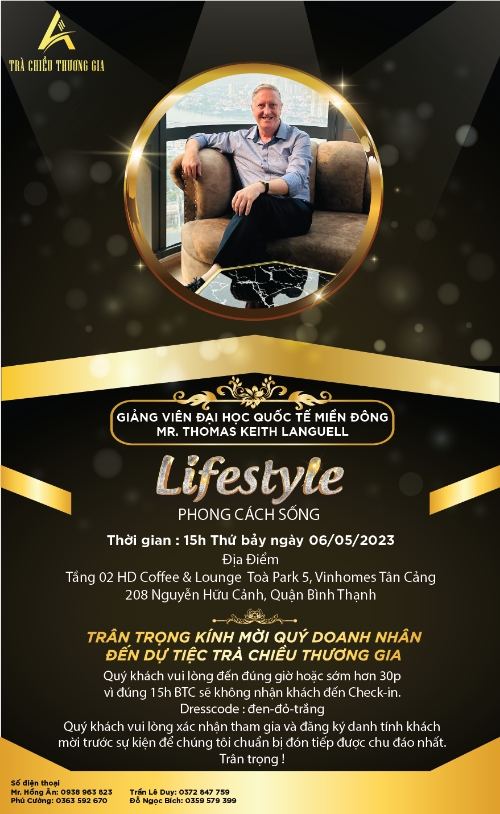 TRÀ CHIỀU THƯƠNG GIA
GIẢNG VIÊN ĐẠI HỌC QUỐC TẾ MIỀN ĐÔNG
MR. THOMAS KEITH LANGUELL
Lifestyle
PHONG CÁCH SỐNG
Thời gian : 15h Thứ bảy ngày 06/05/2023
Địa Điểm
Tầng 02 HD Coffee & Lounge Toà Park 5, Vinhomes Tân Cảng
208 Nguyễn Hữu Cảnh, Quận Bình Thạnh
TRÂN TRỌNG KÍNH MỜI QUÝ DOANH NHÂN
ĐẾN DỰ TIỆC TRÀ CHIỀU THƯƠNG GIA
Quý khách vui lòng đến đúng giờ hoặc sớm hơn 30p
vì đúng 15h BTC sẽ không nhận khách đến Check-in.
Dresscode : đen-đỏ-trắng
Quý khách vui lòng xác nhận tham gia và đăng ký danh tính khách
mời trước sự kiện để chúng tôi chuẩn bị đón tiếp được chu đáo nhất.
Trân trọng !
Số điện thoại
Mr. Hồng Ân: 0938 963 823 Trần Lê Duy: 0372 847 759
Phú Cường: 0363 592 670 Đỗ Ngọc Bích: 0359 579 399